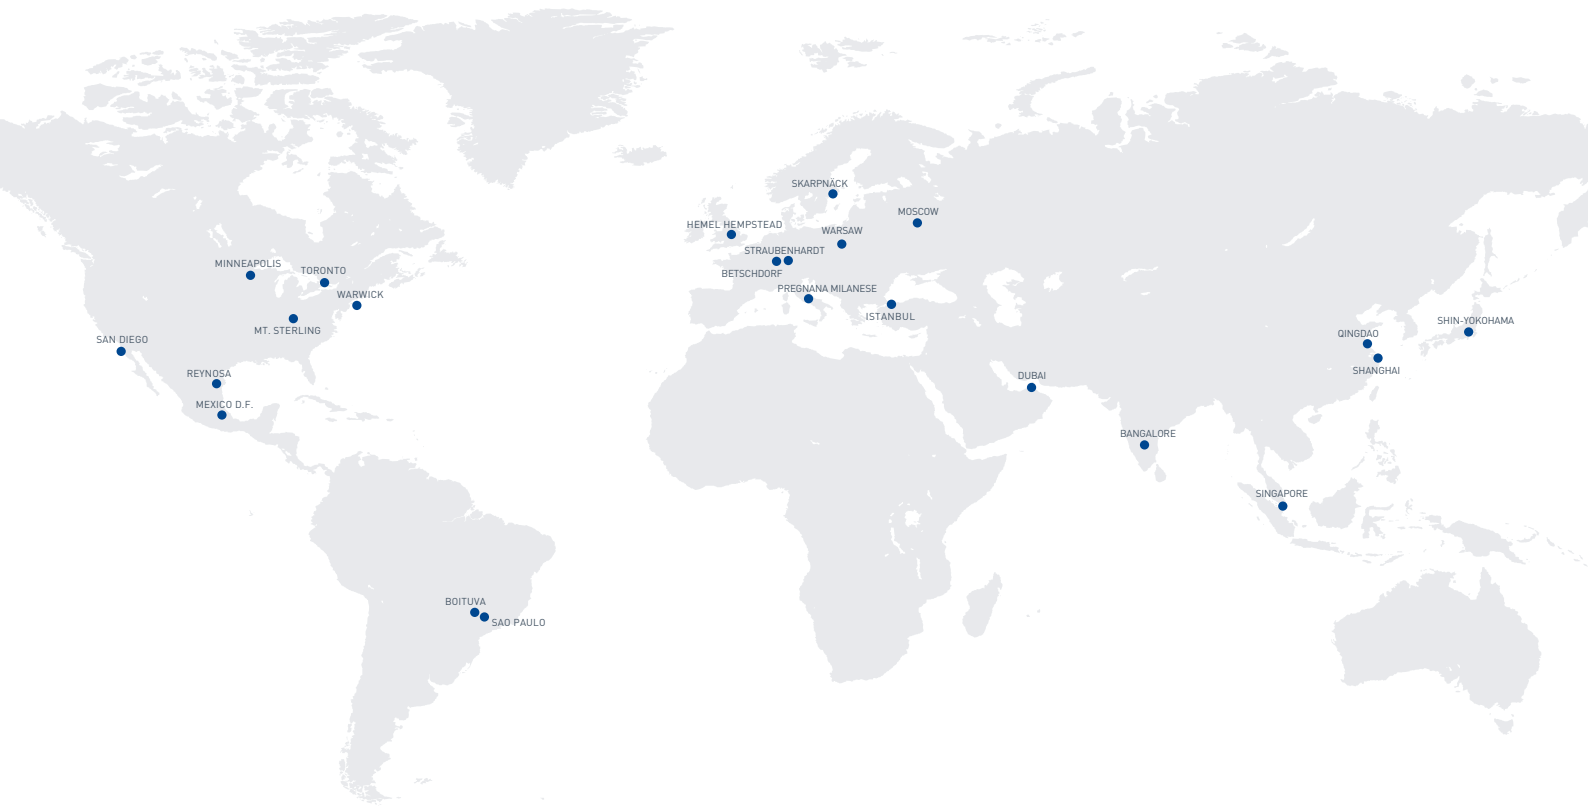 SKARPNÄCK
MOSCOW
HEMEL HEMPSTEAD
WARSAW
STRAUBENHARDT
BETSCHDORF
PREGNANA MILANESE
ISTANBUL
MINNEAPOLIS
TORONTO
WARWICK
MT. STERLING
SAN DIEGO
REYNOSA
MEXICO D.F.
SHIN-YOKOHAMA
QINGDAO
SHANGHAI
DUBAI
BANGALORE
SINGAPORE
BOITUVA
SAO PAULO